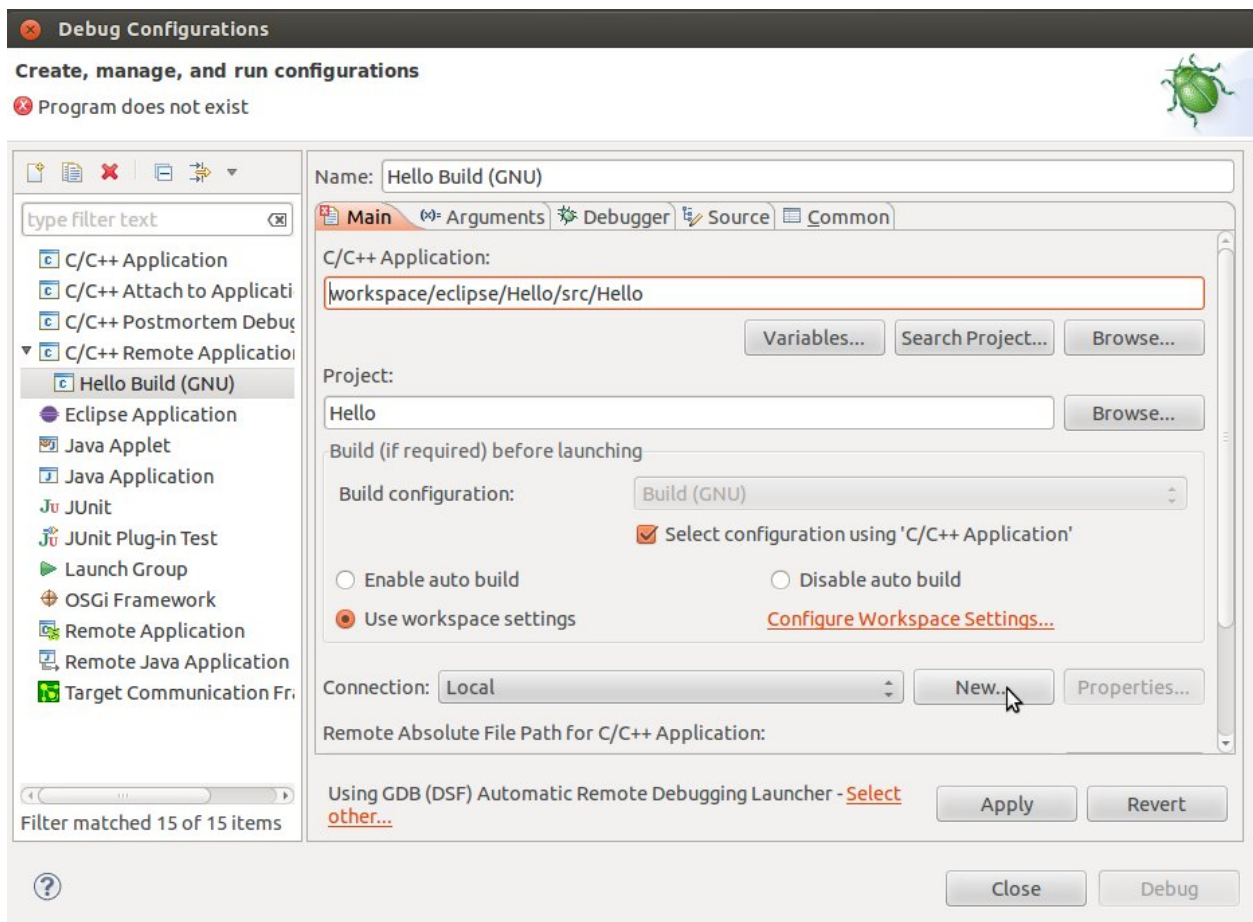 Debug Configurations
Create, manage, and run configurations
Program does not exist
type filter text
C/C++ Application
C/C++ Attach to Applicati
C/C++ Postmortem Debug
C/C++ Remote Application
Hello Build (GNU)
Eclipse Application
Java Applet
Java Application
JUnit
JUnit Plug-in Test
Launch Group
OSGi Framework
Remote Application
Remote Java Application
Target Communication Fra
Filter matched 15 of 15 items
Name: Hello Build (GNU)
Main (x)= Arguments Debugger Source Common
C/C++ Application:
workspace/eclipse/Hello/src/Hello
Variables... Search Project... Browse...
Project:
Hello Browse...
Build (if required) before launching
Build configuration: Build (GNU)
Select configuration using 'C/C++ Application'
Enable auto build Disable auto build
Use workspace settings Configure Workspace Settings...
Connection: Local New... Properties...
Remote Absolute File Path for C/C++ Application:
Using GDB (DSF) Automatic Remote Debugging Launcher - Select
other...
Apply Revert
Close Debug